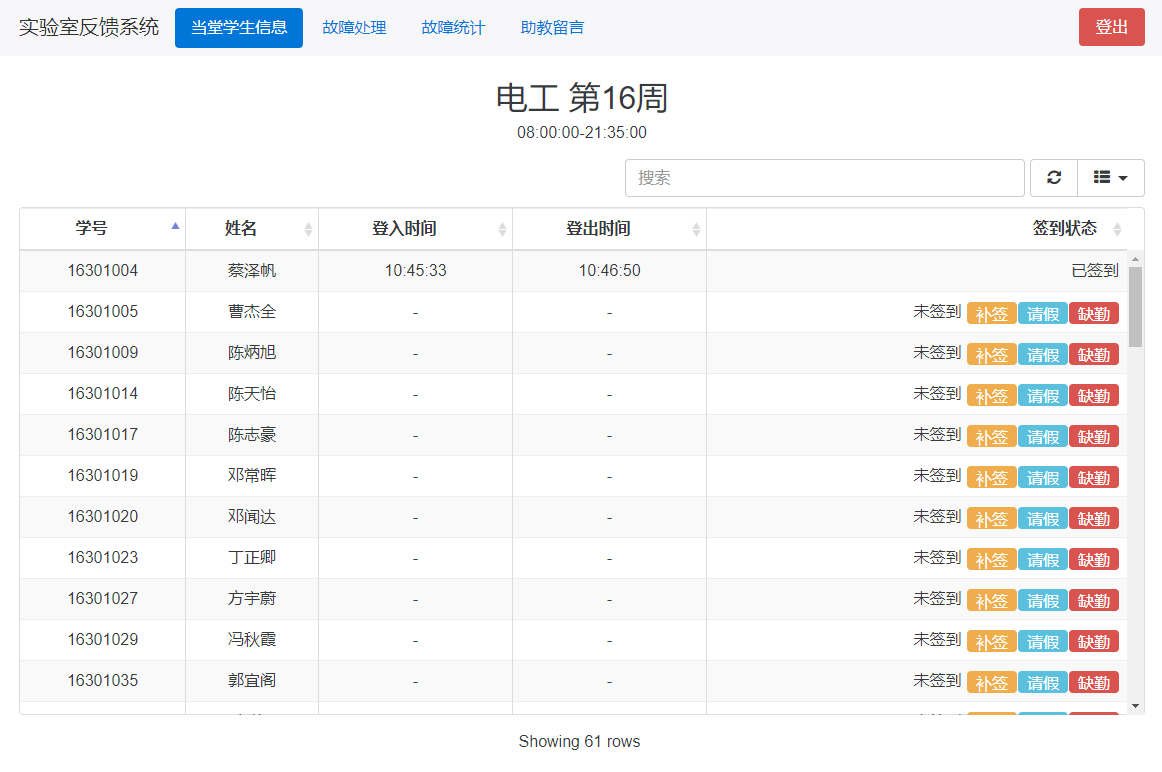 实验室反馈系统 当堂学生信息 故障处理 故障统计 助教留言 登出
电工 第16周
08:00:00-21:35:00
搜索
学号 姓名 登入时间 登出时间 签到状态
16301004 蔡泽帆 10:45:33 10:46:50 已签到
16301005 曹杰全 - - 未签到 补签 请假 缺勤
16301009 陈炳旭 - - 未签到 补签 请假 缺勤
16301014 陈天怡 - - 未签到 补签 请假 缺勤
16301017 陈志豪 - - 未签到 补签 请假 缺勤
16301019 邓常晖 - - 未签到 补签 请假 缺勤
16301020 邓闻达 - - 未签到 补签 请假 缺勤
16301023 丁正卿 - - 未签到 补签 请假 缺勤
16301027 方宇蔚 - - 未签到 补签 请假 缺勤
16301029 冯秋霞 - - 未签到 补签 请假 缺勤
16301035 郭宜阁 - - 未签到 补签 请假 缺勤
Showing 61 rows